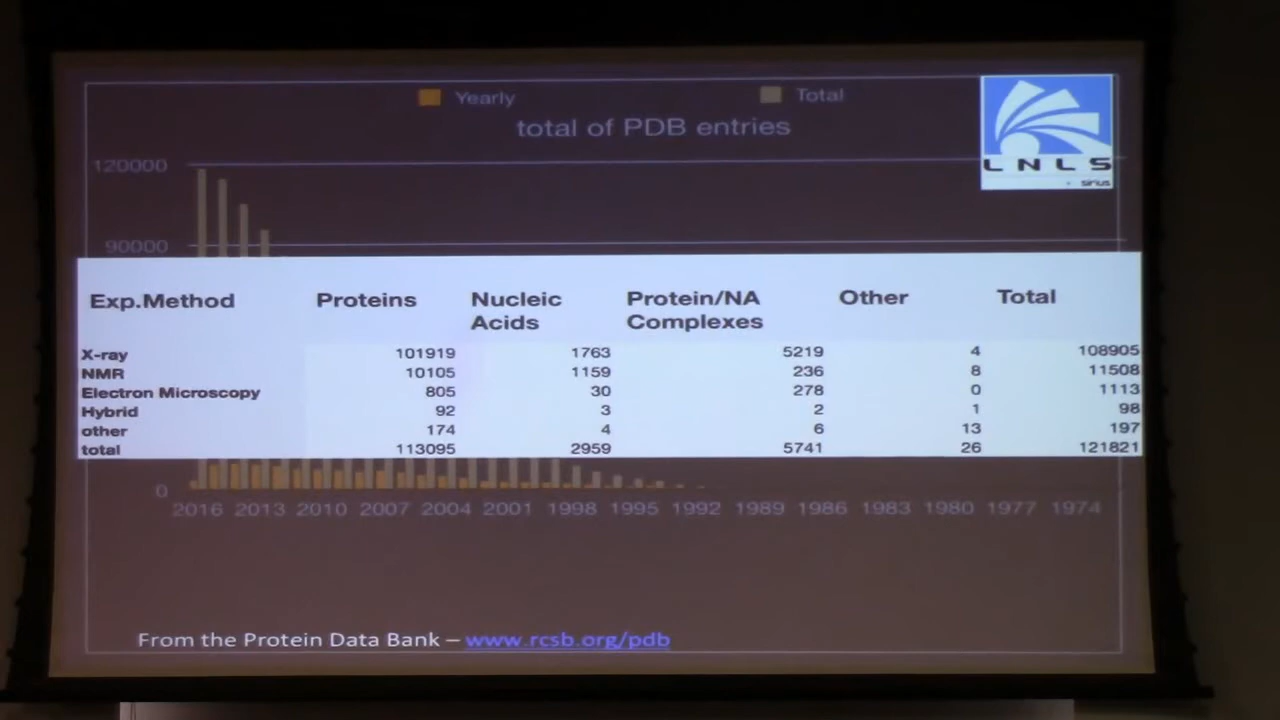 Yearly Total
total of PDB entries
LNLS
sirius
120000
90000
Exp.Method Proteins Nucleic Acids Protein/NA Complexes Other Total
X-ray 101919 1763 5219 4 108905
NMR 10105 1159 236 8 11508
Electron Microscopy 805 30 278 0 1113
Hybrid 92 3 2 1 98
other 174 4 6 13 197
total 113095 2959 5741 26 121821
0
2016 2013 2010 2007 2004 2001 1998 1995 1992 1989 1986 1983 1980 1977 1974
From the Protein Data Bank – www.rcsb.org/pdb